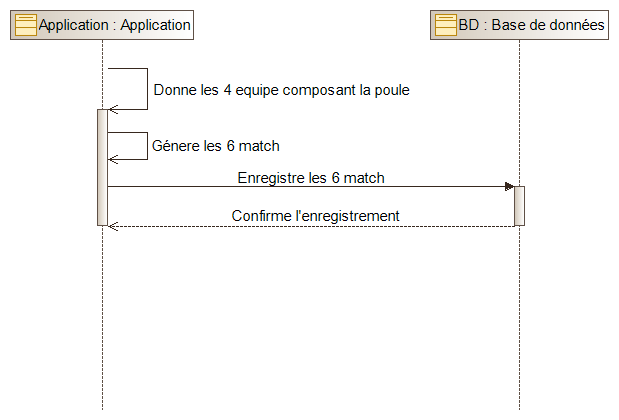 Application : Application
BD : Base de données
Donne les 4 equipe composant la poule
Génere les 6 match
Enregistre les 6 match
Confirme l'enregistrement